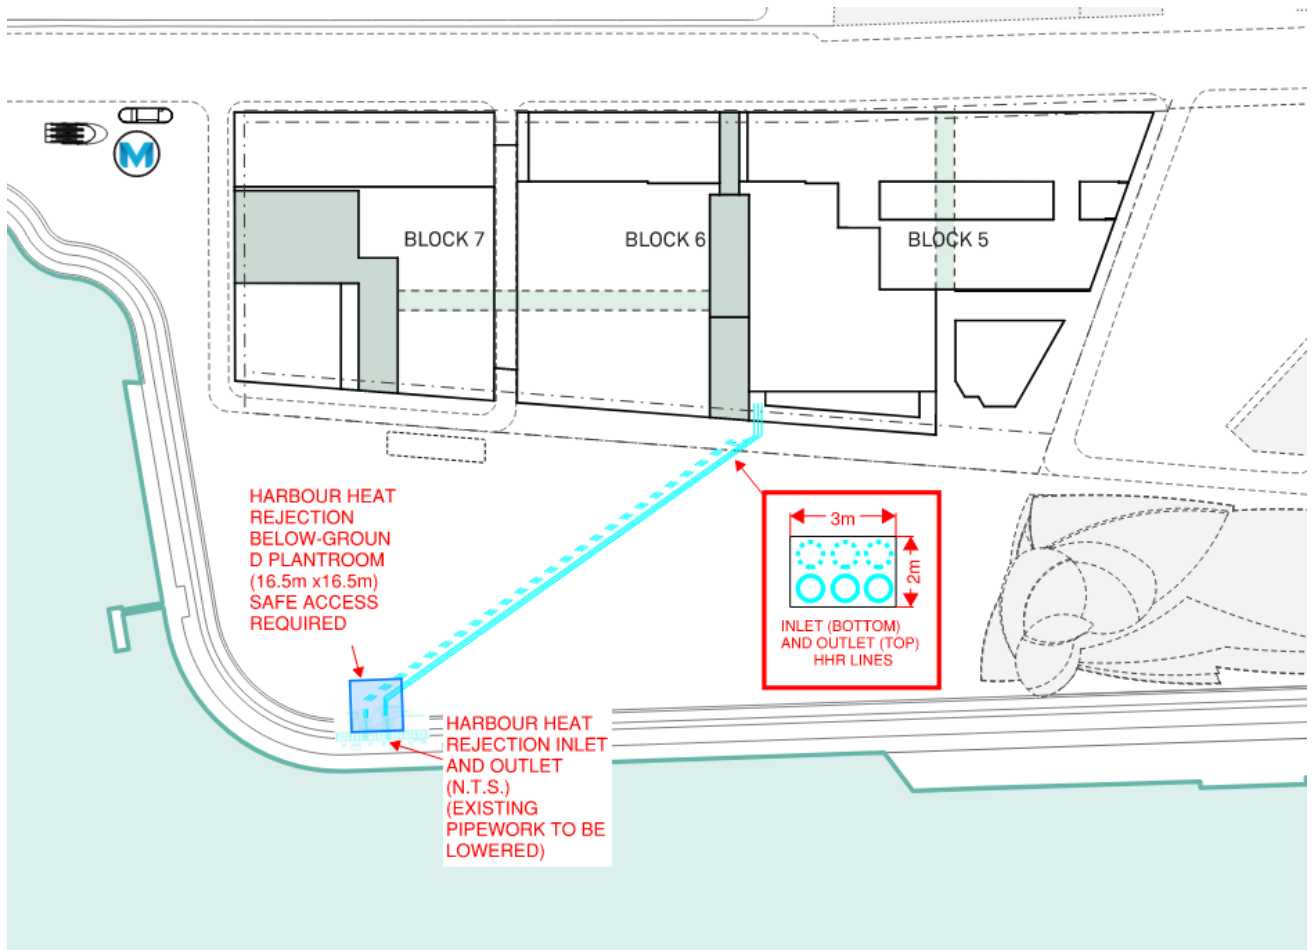 M
BLOCK 7
BLOCK 6
BLOCK 5
HARBOUR HEAT
REJECTION
BELOW-GROUN
D PLANTROOM
(16.5m x16.5m)
SAFE ACCESS
REQUIRED
3m
2m
INLET (BOTTOM)
AND OUTLET (TOP)
HHR LINES
HARBOUR HEAT
REJECTION INLET
AND OUTLET
(N.T.S.)
(EXISTING
PIPEWORK TO BE
LOWERED)